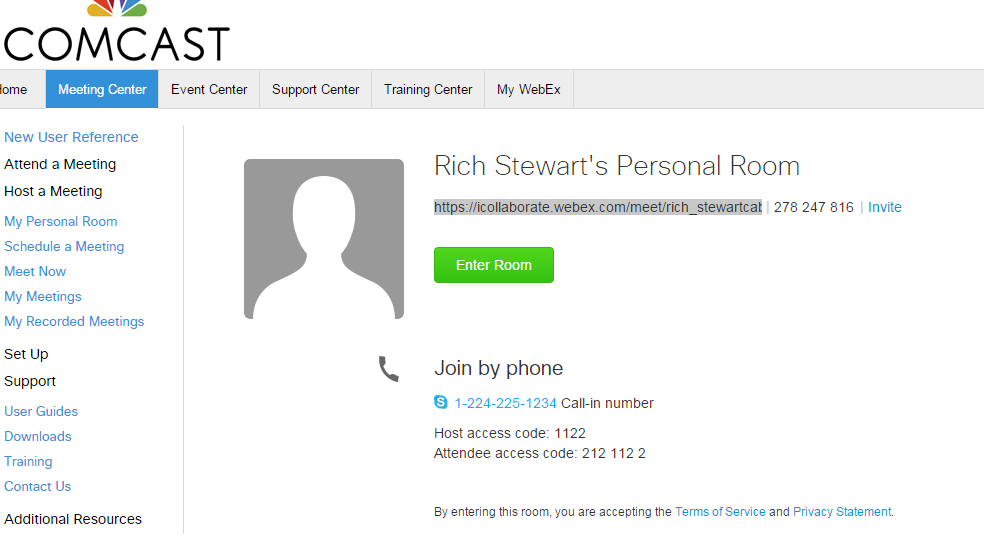 COMCAST
Home Meeting Center Event Center Support Center Training Center My WebEx
New User Reference
Attend a Meeting
Host a Meeting
My Personal Room
Schedule a Meeting
Meet Now
My Meetings
My Recorded Meetings
Set Up
Support
User Guides
Downloads
Training
Contact Us
Additional Resources
Rich Stewart's Personal Room
https://icollaborate.webex.com/meet/rich_stewartcab | 278 247 816 | Invite
Enter Room
Join by phone
1-224-225-1234 Call-in number
Host access code: 1122
Attendee access code: 212 112 2
By entering this room, you are accepting the Terms of Service and Privacy Statement.